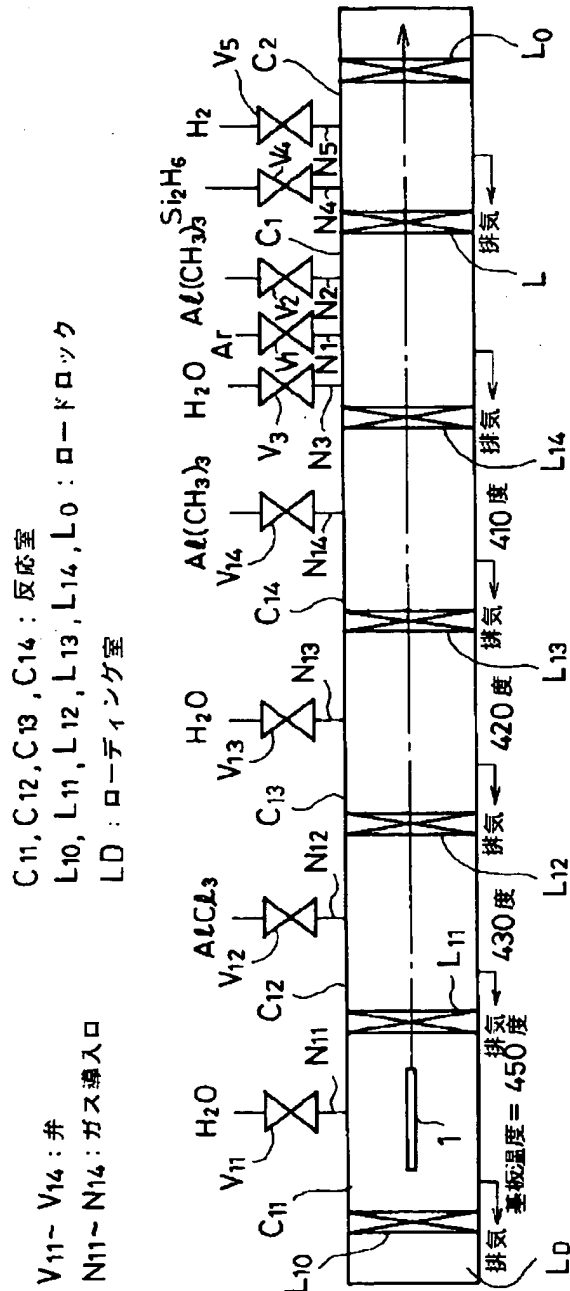 V11~V14：弁
N11~N14：ガス導入口
C11, C12, C13, C14：反応室
L10, L11, L12, L13, L14, LO：ロードロック
LD：ローディング室
H2O
V11
N11
AlCl3
V12
N12
H2O
V13
N13
Al(CH3)3
V14
N14
H2O
V3
N3
Ar
V1
N1
Al(CH3)3
V2
N2
Si2H6
V4
N4
H2
V5
N5
C11
C12
C13
C14
C1
C2
1
LD
L10
L11
L12
L13
L14
L
LO
排気
排気
排気
排気
排気
排気
排気
基板温度=450度
430度
420度
410度